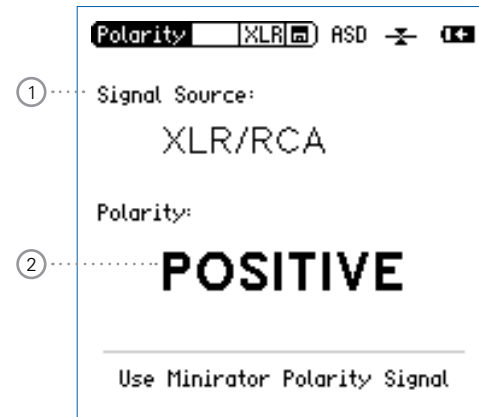 Polarity XLR ASD
1 Signal Source:
XLR/RCA
Polarity:
2 POSITIVE
Use Minirator Polarity Signal